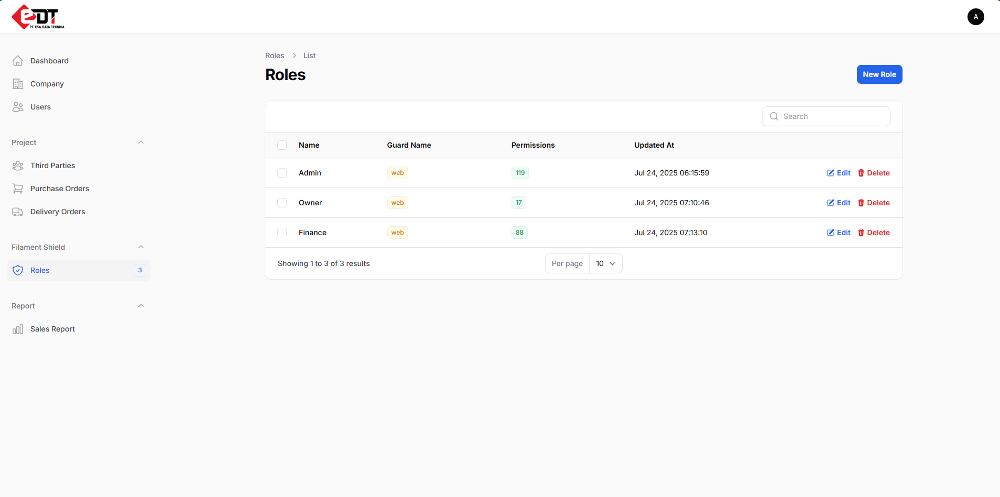 eDT
PT. ESA DATA TEKNIKA
A
Dashboard
Company
Users
Project
Third Parties
Purchase Orders
Delivery Orders
Filament Shield
Roles 3
Report
Sales Report
Roles > List
Roles
New Role
Search
Name Guard Name Permissions Updated At
Admin web 119 Jul 24, 2025 06:15:59 Edit Delete
Owner web 17 Jul 24, 2025 07:10:46 Edit Delete
Finance web 88 Jul 24, 2025 07:13:10 Edit Delete
Showing 1 to 3 of 3 results Per page 10